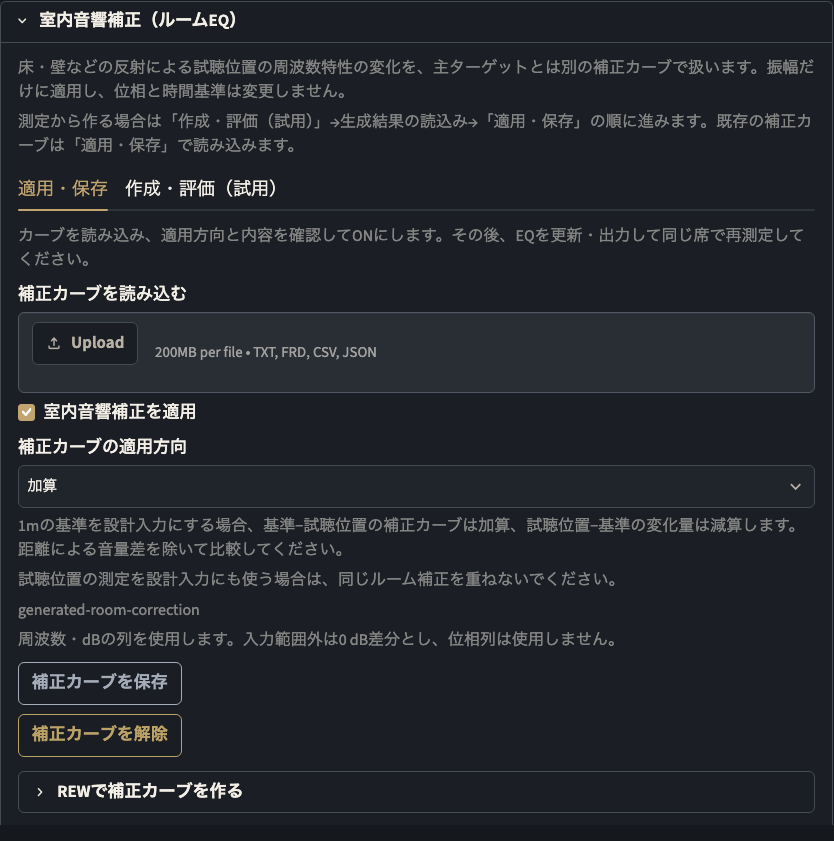 室内音響補正（ルームEQ）
床・壁などの反射による試聴位置の周波数特性の変化を、主ターゲットとは別の補正カーブで扱います。振幅だ
けに適用し、位相と時間基準は変更しません。
測定から作る場合は「作成・評価（試用）」→生成結果の読込み→「適用・保存」の順に進みます。既存の補正カ
ーブは「適用・保存」で読み込みます。
適用・保存 作成・評価（試用）
カーブを読み込み、適用方向と内容を確認してONにします。その後、EQを更新・出力して同じ席で再測定して
ください。
補正カーブを読み込む
Upload 200MB per file • TXT, FRD, CSV, JSON
室内音響補正を適用
補正カーブの適用方向
加算
1mの基準を設計入力にする場合、基準−試聴位置の補正カーブは加算、試聴位置−基準の変化量は減算します。
距離による音量差を除いて比較してください。
試聴位置の測定を設計入力にも使う場合は、同じルーム補正を重ねないでください。
generated-room-correction
周波数・dBの列を使用します。入力範囲外は0 dB差分とし、位相列は使用しません。
補正カーブを保存
補正カーブを解除
REWで補正カーブを作る